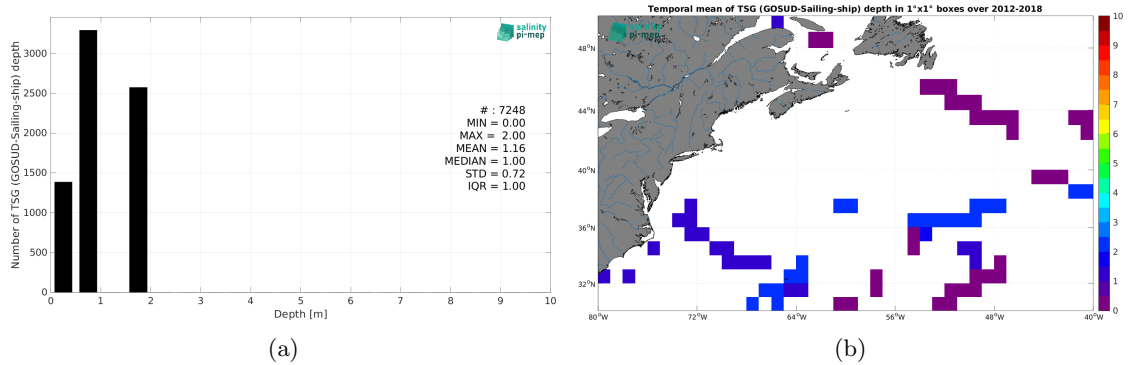 salinity
pi-mep
Number of TSG (GOSUD-Sailing-ship) depth
3000
2500
2000
1500
1000
500
0
# : 7248
MIN = 0.00
MAX = 2.00
MEAN = 1.16
MEDIAN = 1.00
STD = 0.72
IQR = 1.00
0 1 2 3 4 5 6 7 8 9 10
Depth [m]
(a)
Temporal mean of TSG (GOSUD-Sailing-ship) depth in 1°x1° boxes over 2012-2018
salinity
pi-mep
48°N
44°N
40°N
36°N
32°N
80°W 72°W 64°W 56°W 48°W 40°W
10
9
8
7
6
5
4
3
2
1
0
(b)